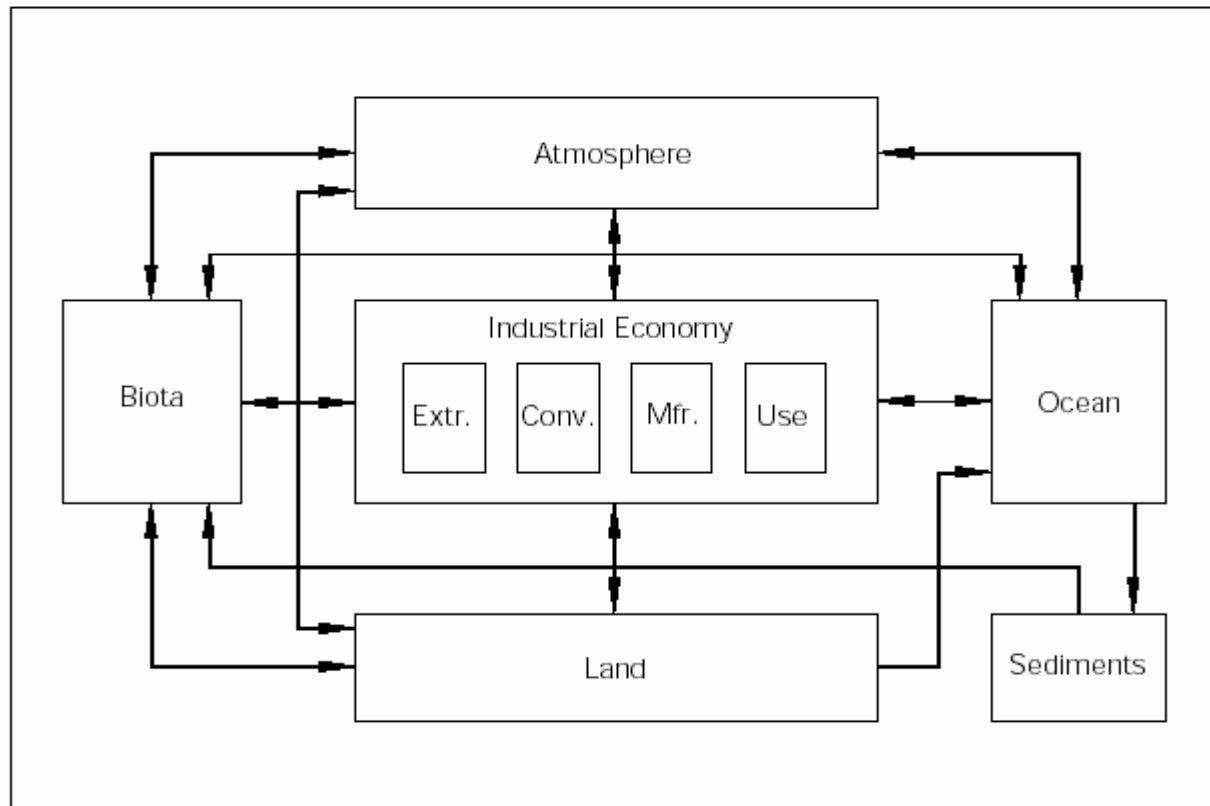 Atmosphere
Industrial Economy
Biota
Extr.
Conv.
Mfr.
Use
Ocean
Land
Sediments